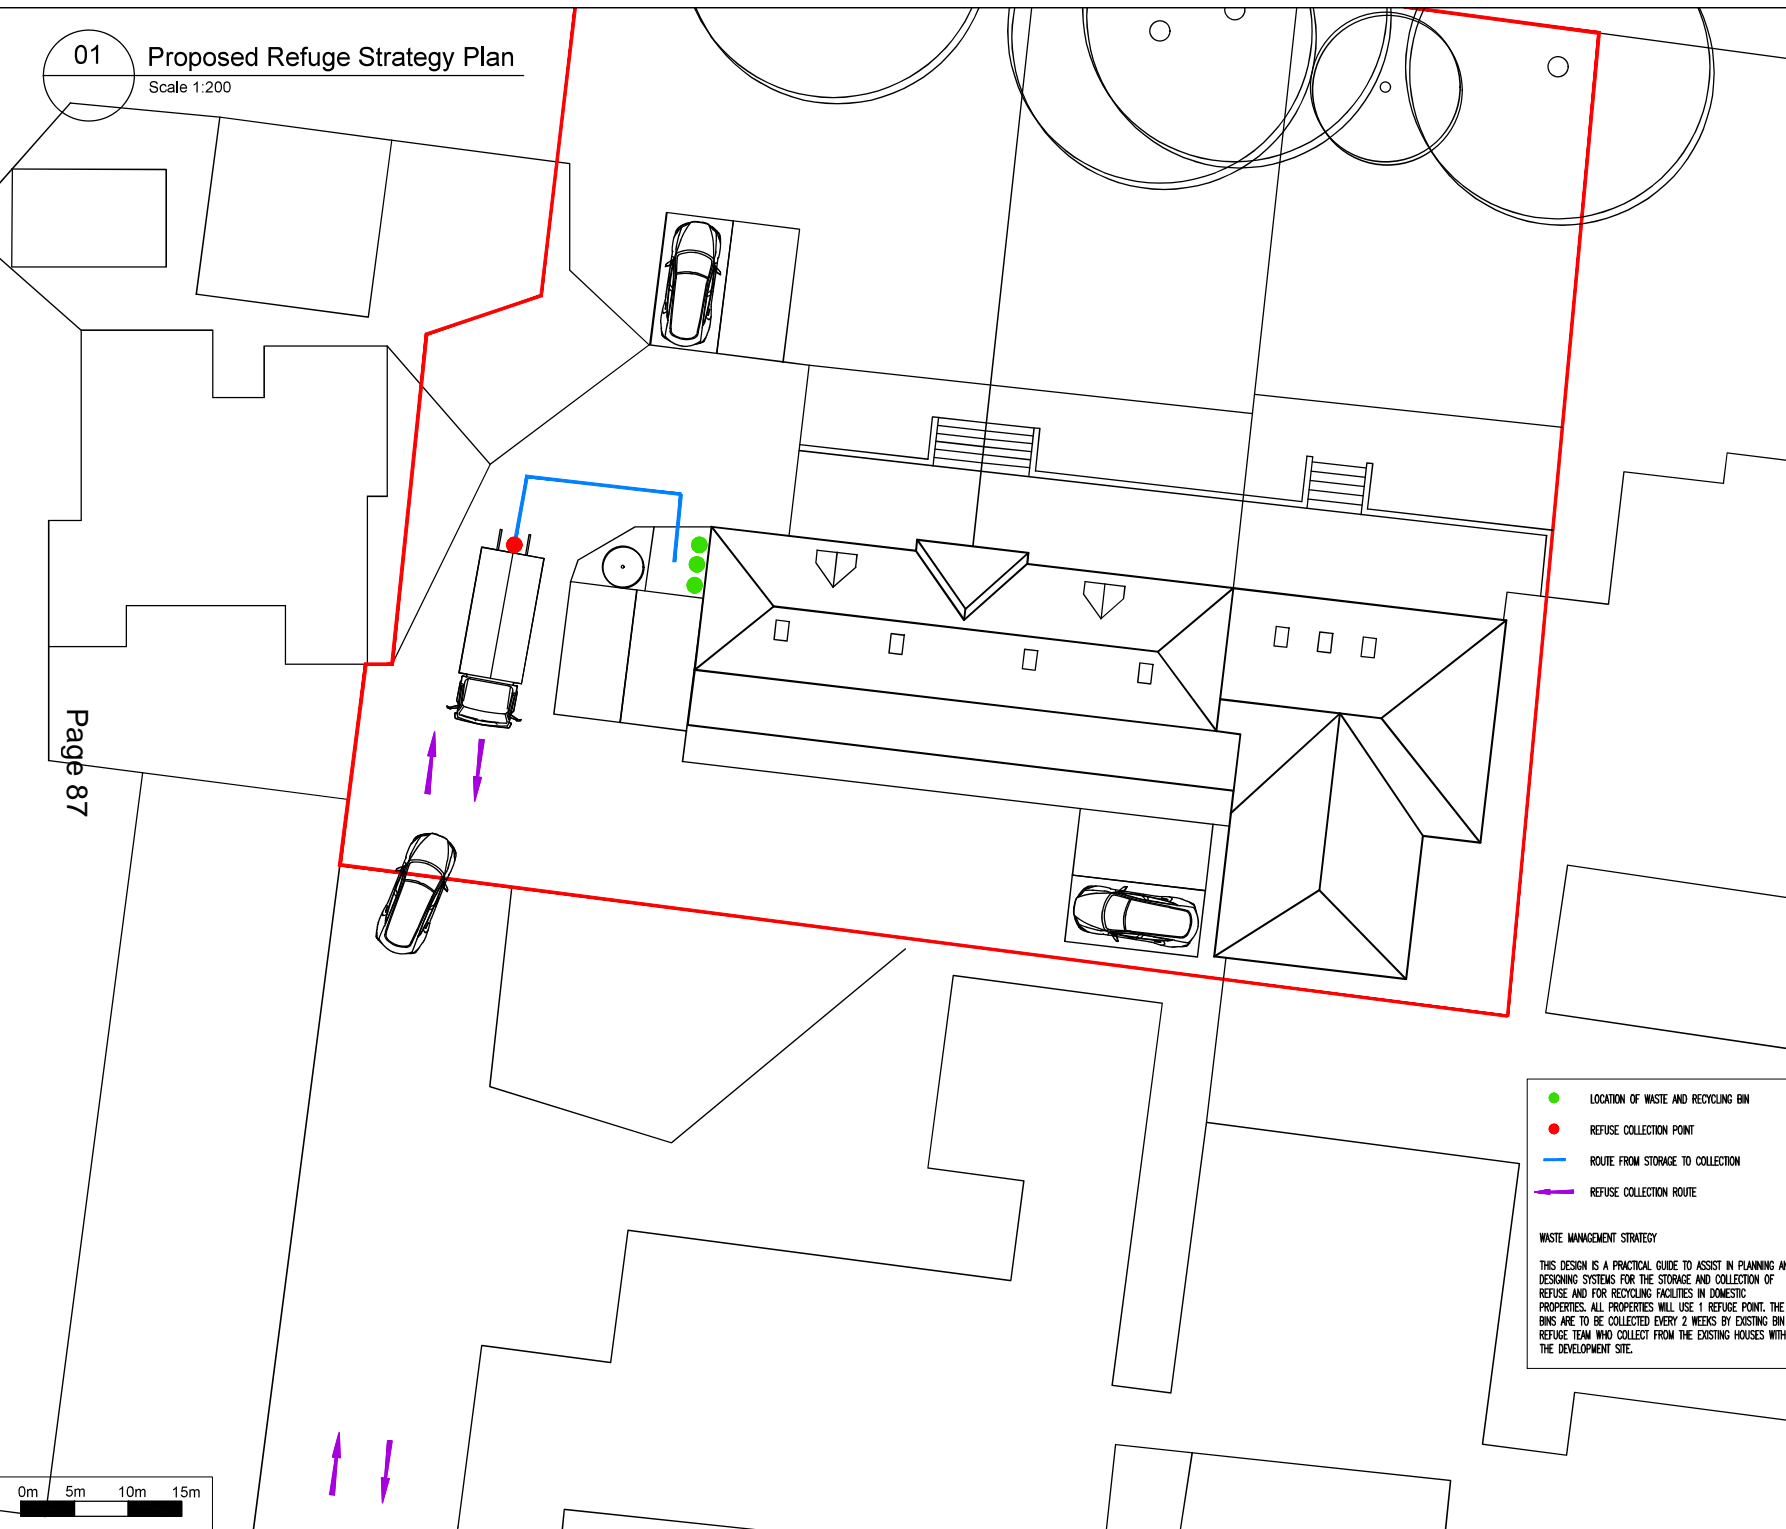 01
Proposed Refuge Strategy Plan
Scale 1:200
Page 87
LOCATION OF WASTE AND RECYCLING BIN
REFUSE COLLECTION POINT
ROUTE FROM STORAGE TO COLLECTION
REFUSE COLLECTION ROUTE
WASTE MANAGEMENT STRATEGY
THIS DESIGN IS A PRACTICAL GUIDE TO ASSIST IN PLANNING AN
DESIGNING SYSTEMS FOR THE STORAGE AND COLLECTION OF
REFUSE AND FOR RECYCLING FACILITIES IN DOMESTIC
PROPERTIES. ALL PROPERTIES WILL USE 1 REFUGE POINT. THE
BINS ARE TO BE COLLECTED EVERY 2 WEEKS BY EXISTING BIN
REFUGE TEAM WHO COLLECT FROM THE EXISTING HOUSES WITH
THE DEVELOPMENT SITE.
0m 5m 10m 15m